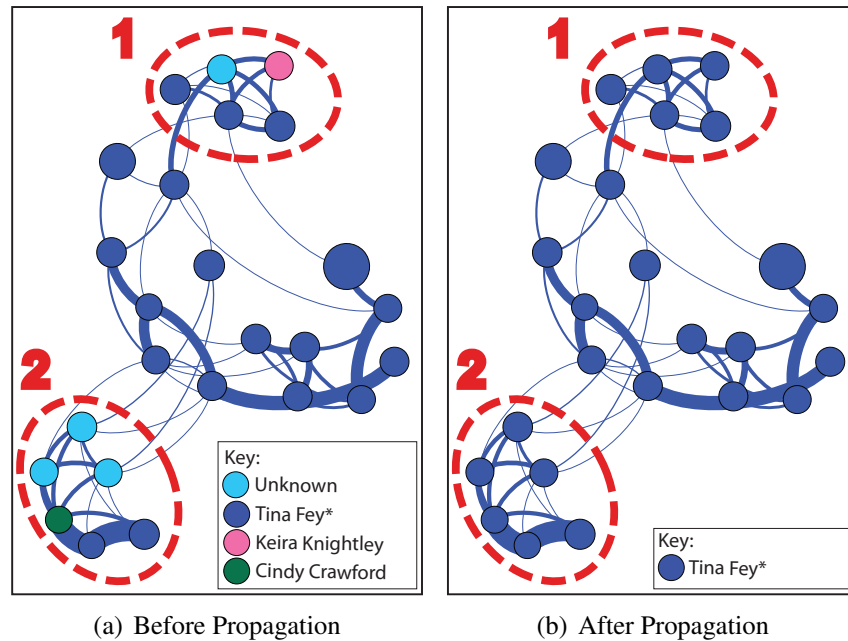 1
2
Key:
Unknown
Tina Fey*
Keira Knightley
Cindy Crawford
(a) Before Propagation
1
2
Key:
Tina Fey*
(b) After Propagation